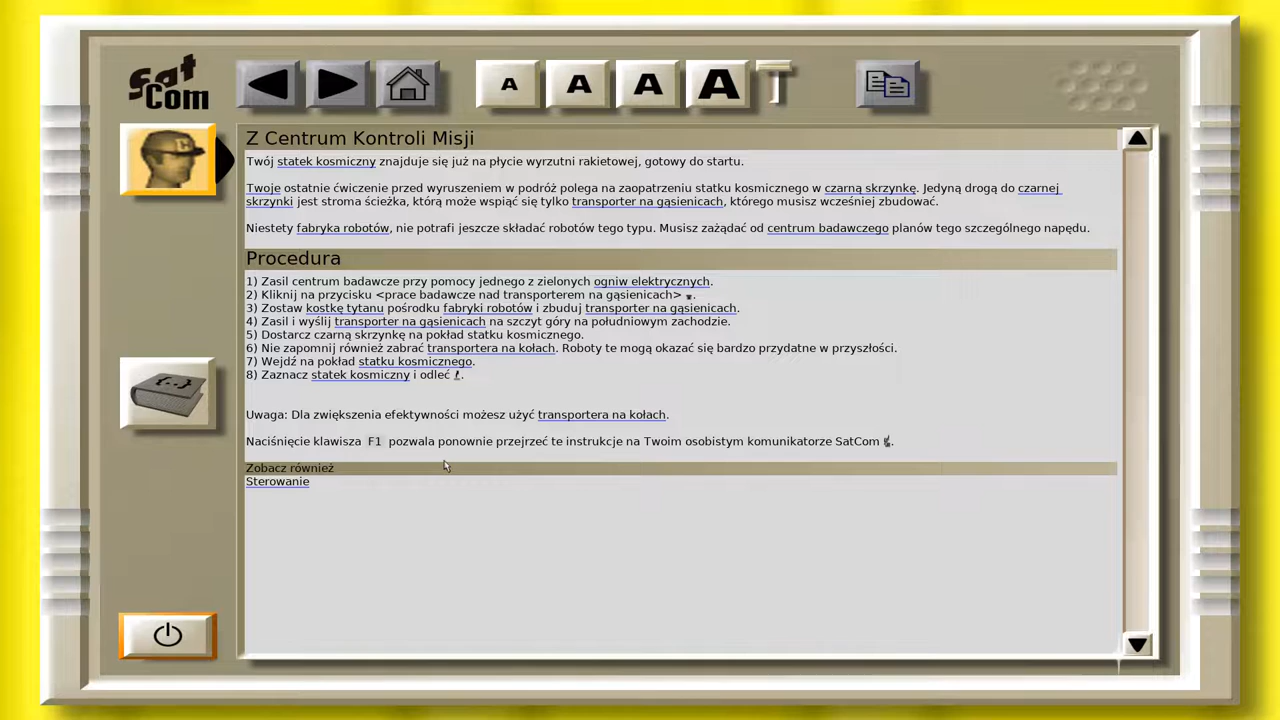 Sat
Com
A A A A T
Z Centrum Kontroli Misji
Twój statek kosmiczny znajduje się już na płycie wyrzutni rakietowej, gotowy do startu.
Twoje ostatnie ćwiczenie przed wyruszeniem w podróż polega na zaopatrzeniu statku kosmicznego w czarną skrzynkę. Jedyną drogą do czarnej
skrzynki jest stroma ścieżka, którą może wspiąć się tylko transporter na gąsienicach, którego musisz wcześniej zbudować.
Niestety fabryka robotów, nie potrafi jeszcze składać robotów tego typu. Musisz zażądać od centrum badawczego planów tego szczególnego napędu.
Procedura
1) Zasil centrum badawcze przy pomocy jednego z zielonych ogniw elektrycznych.
2) Kliknij na przycisku <prace badawcze nad transporterem na gąsienicach> .
3) Zostaw kostkę tytanu pośrodku fabryki robotów i zbuduj transporter na gąsienicach.
4) Zasil i wyślij transporter na gąsienicach na szczyt góry na południowym zachodzie.
5) Dostarcz czarną skrzynkę na pokład statku kosmicznego.
6) Nie zapomnij również zabrać transportera na kołach. Roboty te mogą okazać się bardzo przydatne w przyszłości.
7) Wejdź na pokład statku kosmicznego.
8) Zaznacz statek kosmiczny i odleć .
Uwaga: Dla zwiększenia efektywności możesz użyć transportera na kołach.
Naciśnięcie klawisza F1 pozwala ponownie przejrzeć te instrukcje na Twoim osobistym komunikatorze SatCom .
Zobacz również
Sterowanie
{..}